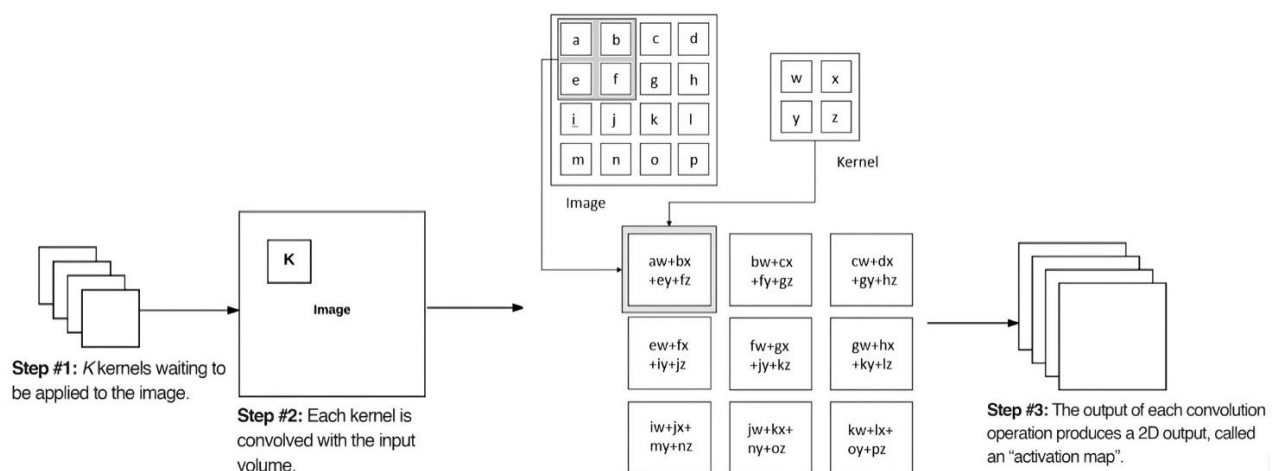 a b c d
e f g h
i j k l
m n o p
Image
w x
y z
Kernel
K
Image
Step #1: K kernels waiting to
be applied to the image.
Step #2: Each kernel is
convolved with the input
volume.
aw+bx
+ey+fz
bw+cx
+fy+gz
cw+dx
+gy+hz
ew+fx
+iy+jz
fw+gx
+jy+kz
gw+hx
+ky+lz
iw+jx+
my+nz
jw+kx+
ny+oz
kw+lx+
oy+pz
Step #3: The output of each convolution
operation produces a 2D output, called
an “activation map”.